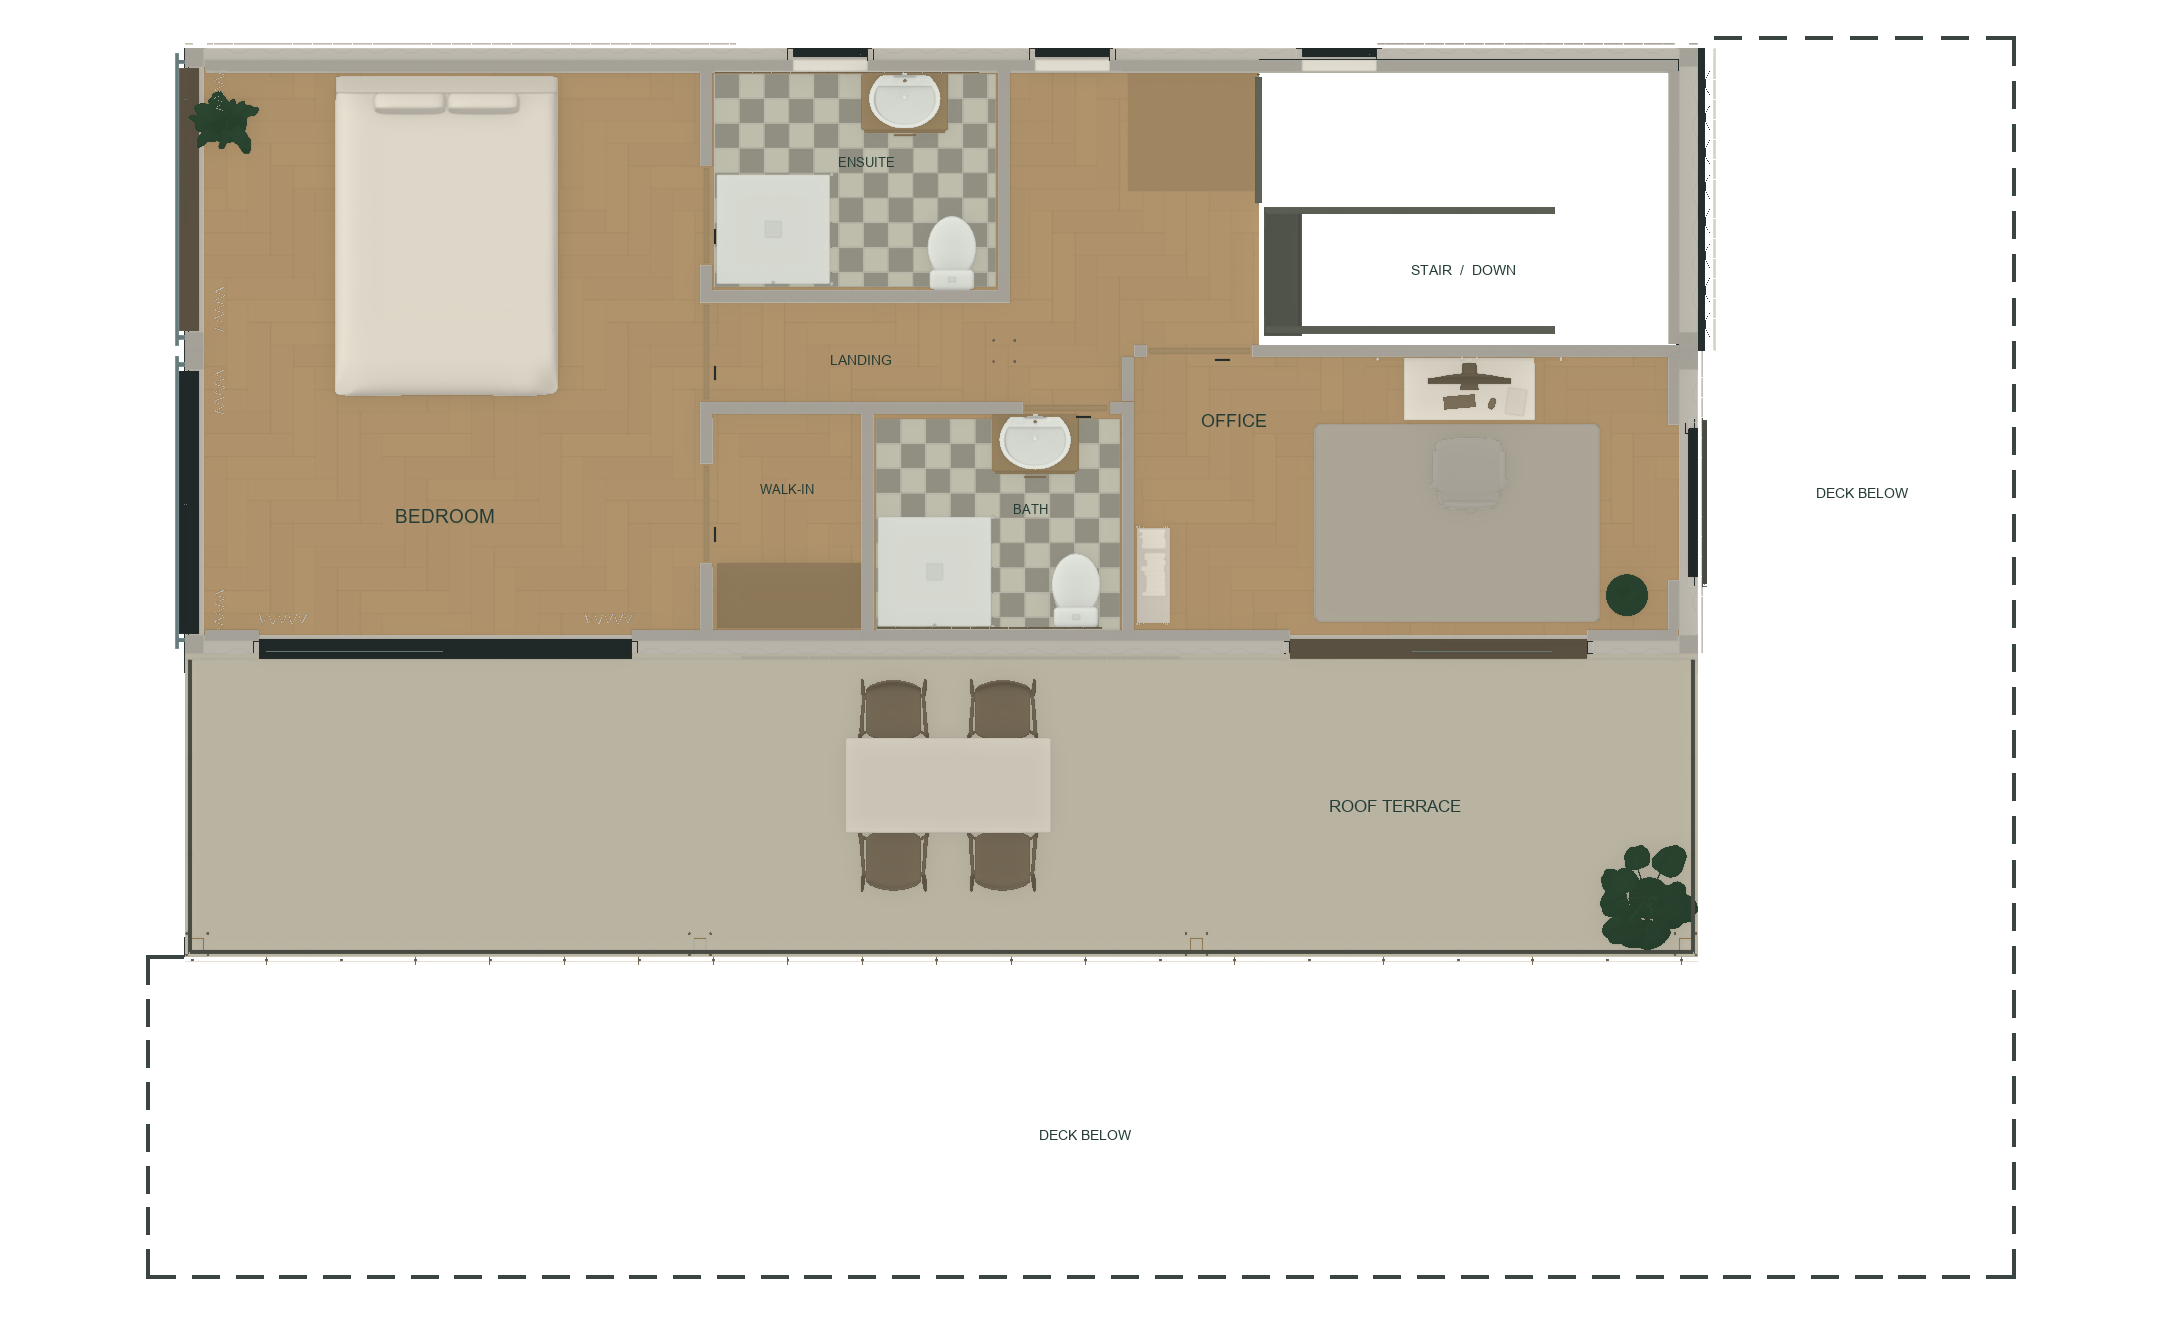 ENSUITE
STAIR / DOWN
LANDING
OFFICE
WALK-IN
DECK BELOW
BATH
BEDROOM
ROOF TERRACE
DECK BELOW